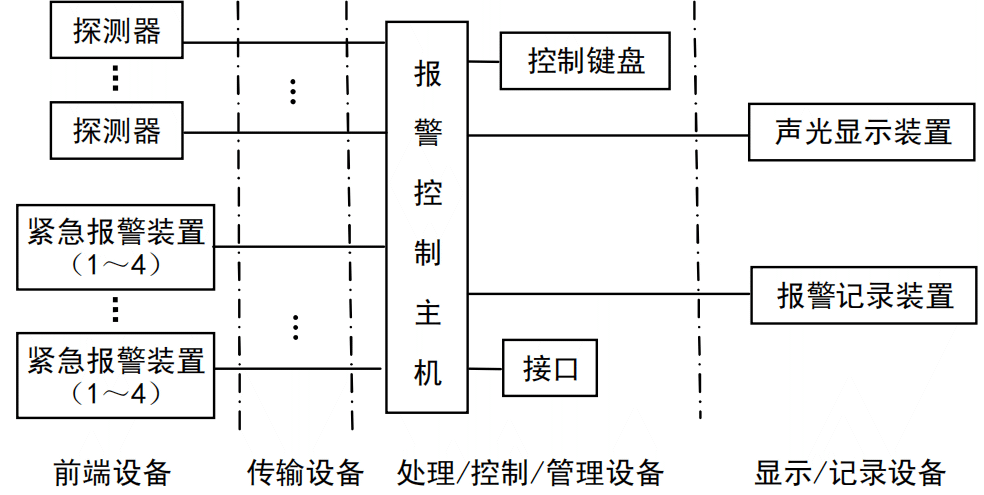 探测器
探测器
紧急报警装置
（1～4）
紧急报警装置
（1～4）
报警控制主机
控制键盘
接口
声光显示装置
报警记录装置
前端设备
传输设备
处理/控制/管理设备
显示/记录设备